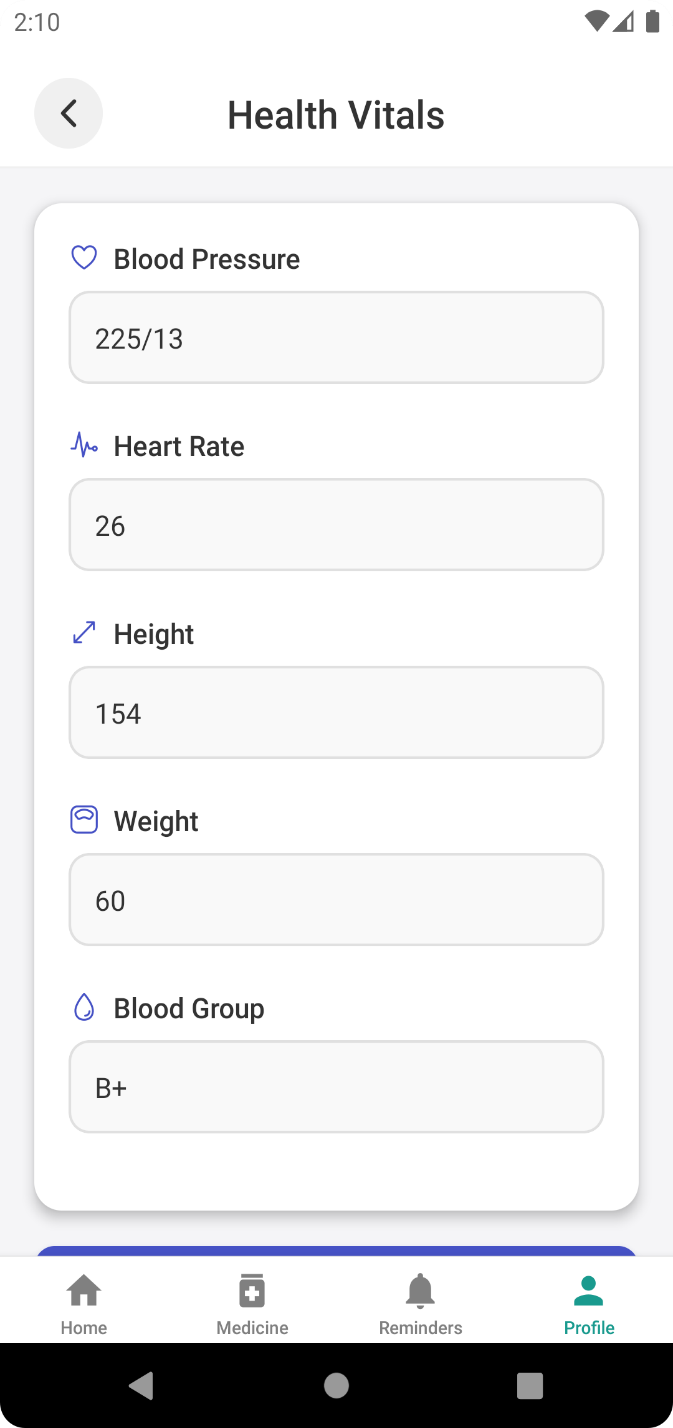 2:10
Health Vitals
Blood Pressure
225/13
Heart Rate
26
Height
154
Weight
60
Blood Group
B+
Home Medicine Reminders Profile